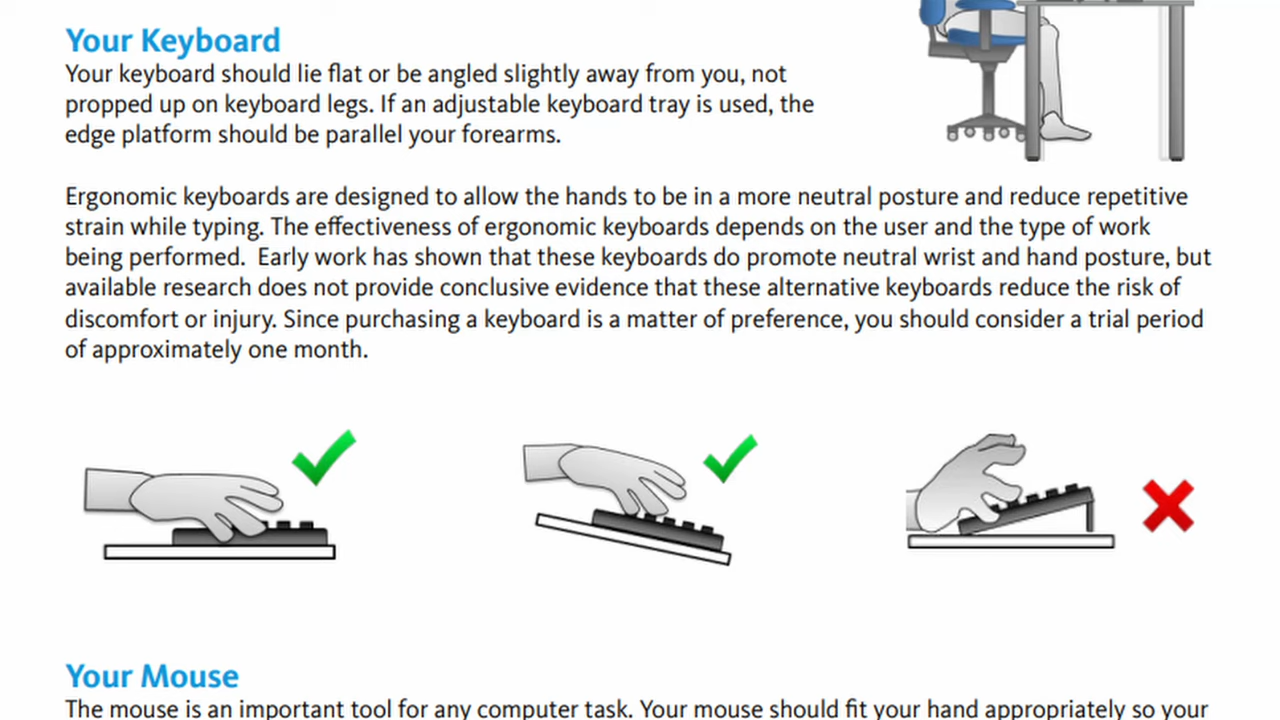 Your Keyboard
Your keyboard should lie flat or be angled slightly away from you, not
propped up on keyboard legs. If an adjustable keyboard tray is used, the
edge platform should be parallel your forearms.
Ergonomic keyboards are designed to allow the hands to be in a more neutral posture and reduce repetitive
strain while typing. The effectiveness of ergonomic keyboards depends on the user and the type of work
being performed.  Early work has shown that these keyboards do promote neutral wrist and hand posture, but
available research does not provide conclusive evidence that these alternative keyboards reduce the risk of
discomfort or injury. Since purchasing a keyboard is a matter of preference, you should consider a trial period
of approximately one month.
Your Mouse
The mouse is an important tool for any computer task. Your mouse should fit your hand appropriately so your